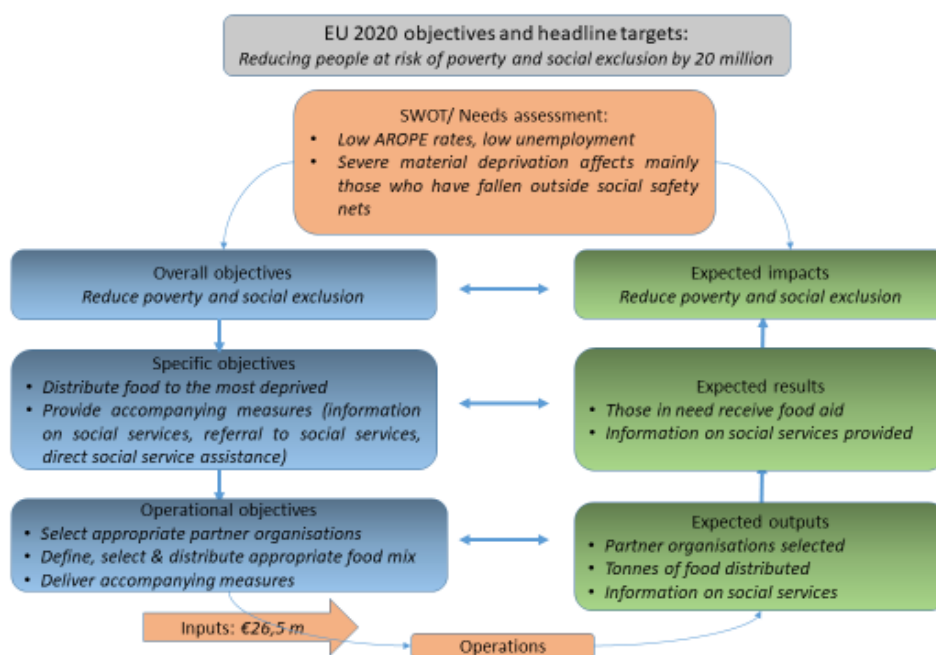 EU 2020 objectives and headline targets:
Reducing people at risk of poverty and social exclusion by 20 million
SWOT/ Needs assessment:
• Low AROPE rates, low unemployment
• Severe material deprivation affects mainly
those who have fallen outside social safety
nets
Overall objectives
Reduce poverty and social exclusion
Expected impacts
Reduce poverty and social exclusion
Specific objectives
• Distribute food to the most deprived
• Provide accompanying measures (information
on social services, referral to social services,
direct social service assistance)
Expected results
• Those in need receive food aid
• Information on social services provided
Operational objectives
• Select appropriate partner organisations
• Define, select & distribute appropriate food mix
• Deliver accompanying measures
Expected outputs
• Partner organisations selected
• Tonnes of food distributed
• Information on social services
Inputs: €26,5 m
Operations